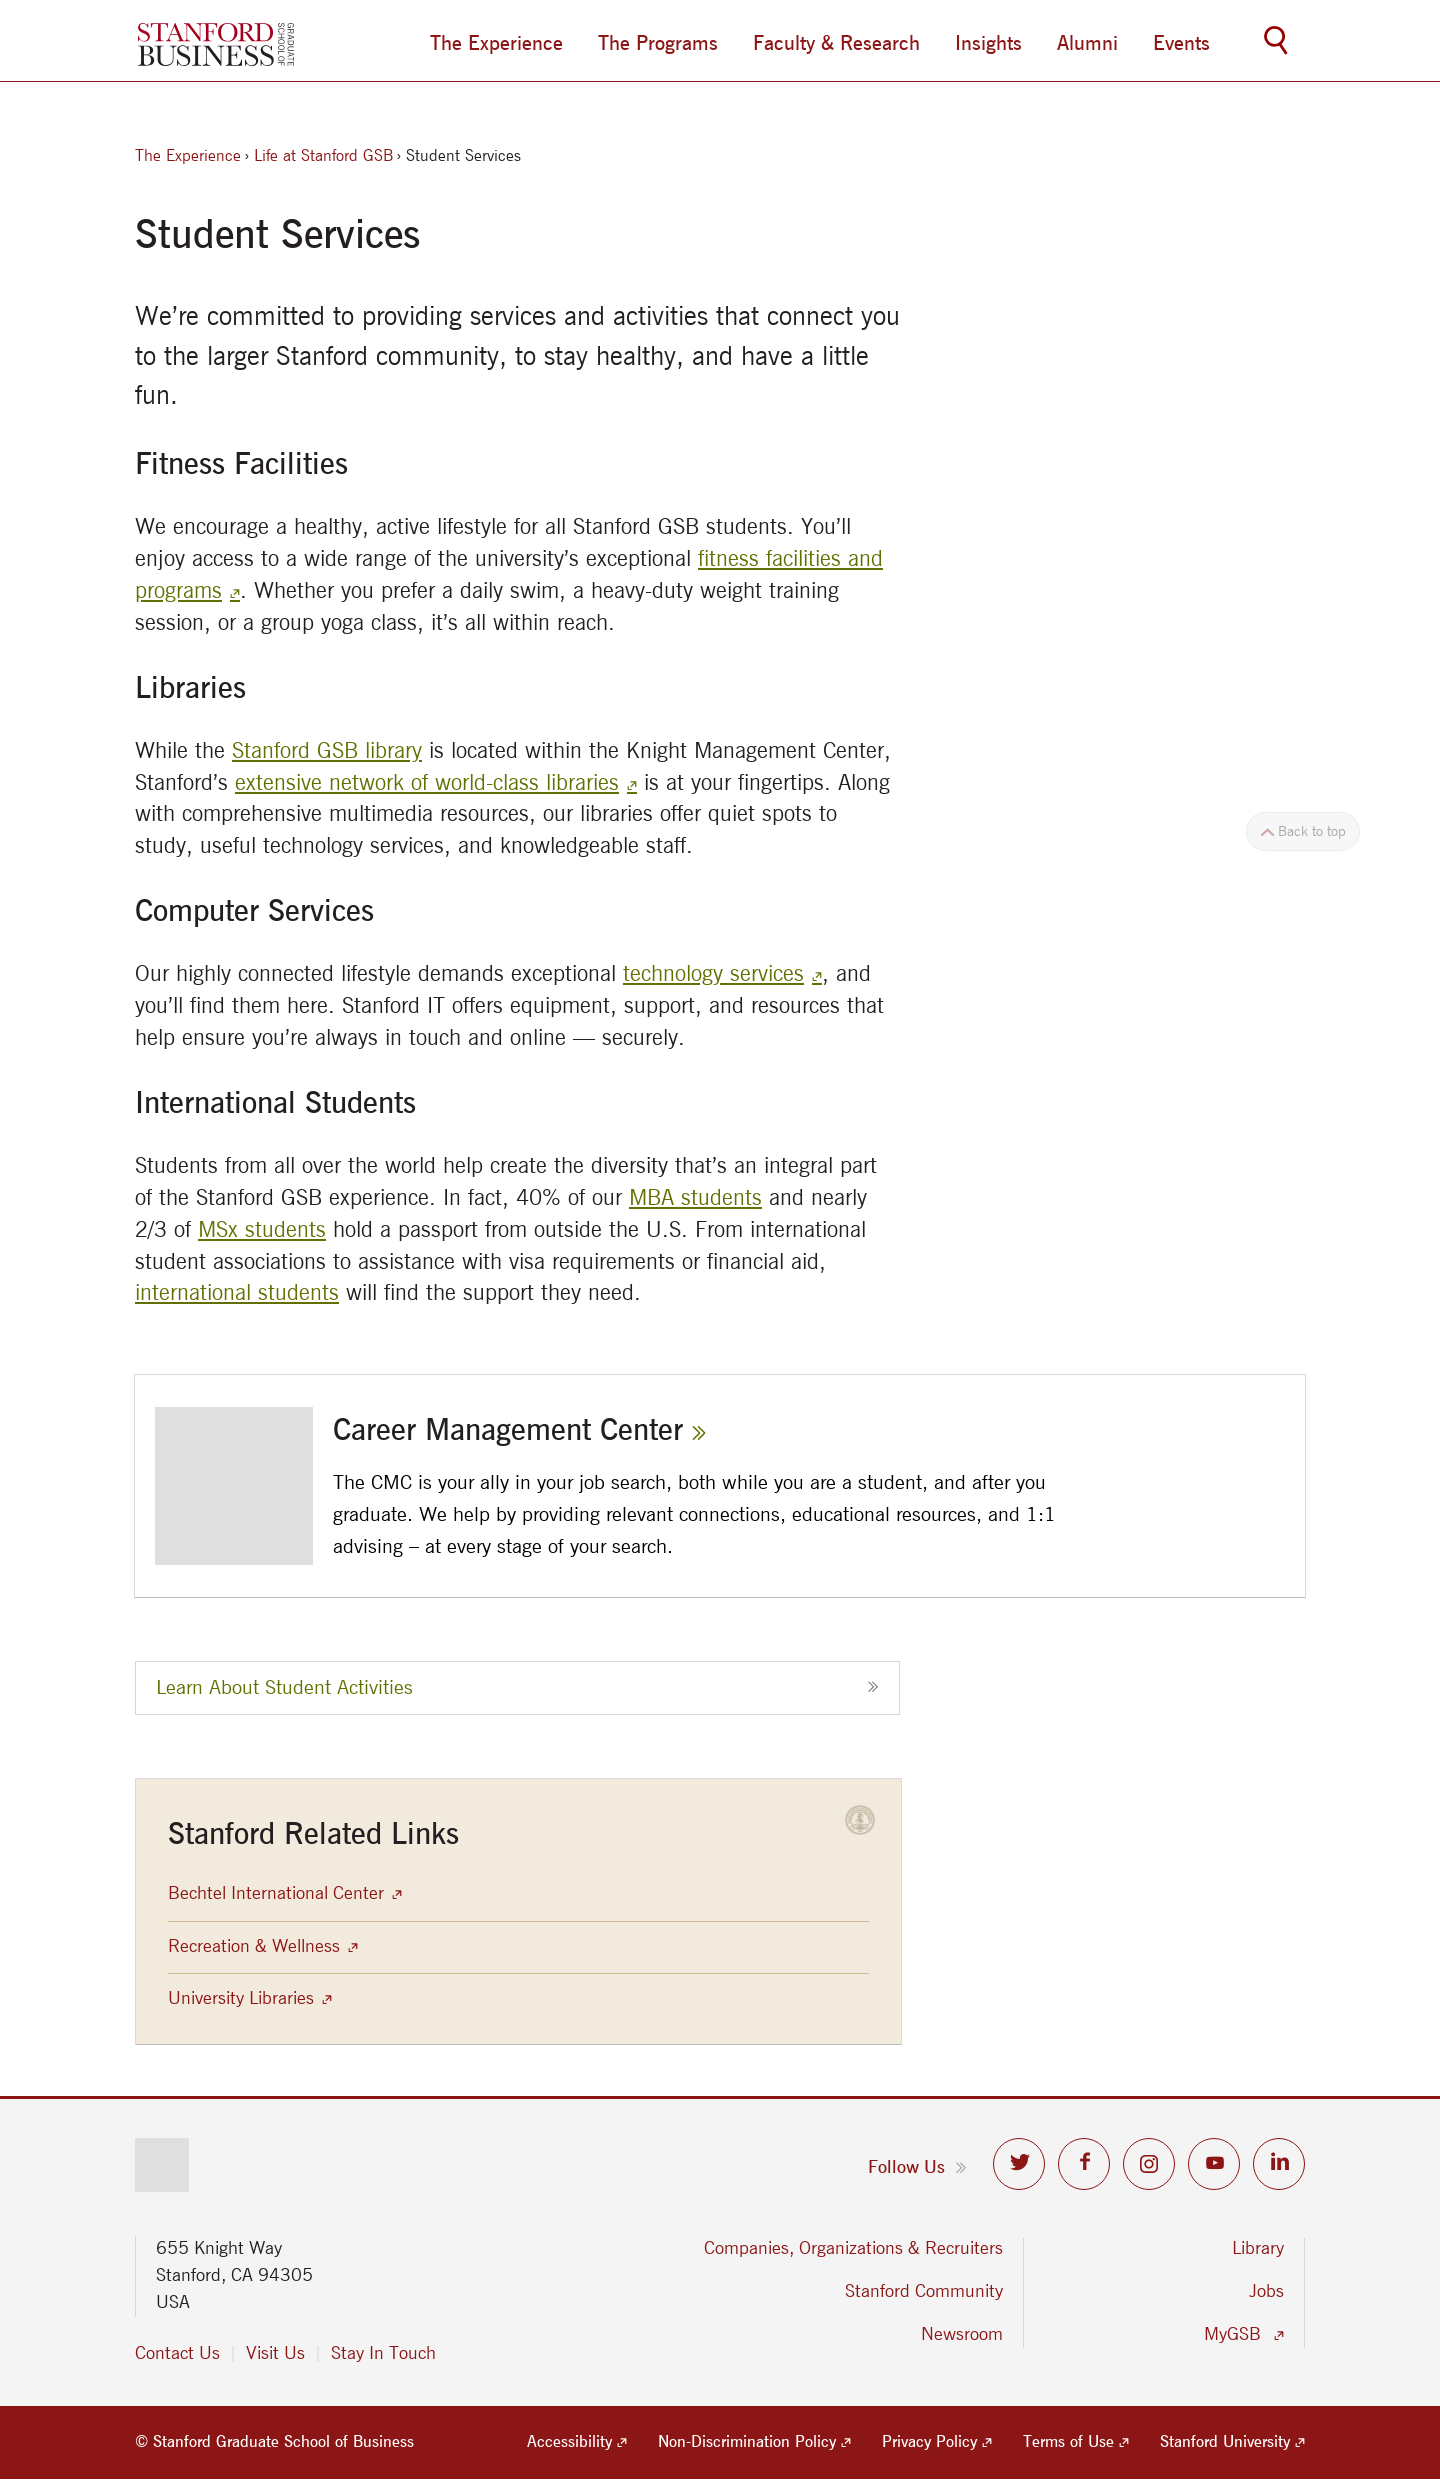 STANFORD
BUSINESS
GRADUATE
SCHOOL OF
The Experience
The Programs
Faculty & Research
Insights
Alumni
Events
The Experience › Life at Stanford GSB › Student Services
Student Services
We’re committed to providing services and activities that connect you
to the larger Stanford community, to stay healthy, and have a little
fun.
Fitness Facilities
We encourage a healthy, active lifestyle for all Stanford GSB students. You’ll
enjoy access to a wide range of the university’s exceptional fitness facilities and
programs. Whether you prefer a daily swim, a heavy-duty weight training
session, or a group yoga class, it’s all within reach.
Libraries
While the Stanford GSB library is located within the Knight Management Center,
Stanford’s extensive network of world-class libraries is at your fingertips. Along
with comprehensive multimedia resources, our libraries offer quiet spots to
study, useful technology services, and knowledgeable staff.
Back to top
Computer Services
Our highly connected lifestyle demands exceptional technology services, and
you’ll find them here. Stanford IT offers equipment, support, and resources that
help ensure you’re always in touch and online — securely.
International Students
Students from all over the world help create the diversity that’s an integral part
of the Stanford GSB experience. In fact, 40% of our MBA students and nearly
2/3 of MSx students hold a passport from outside the U.S. From international
student associations to assistance with visa requirements or financial aid,
international students will find the support they need.
Career Management Center »
The CMC is your ally in your job search, both while you are a student, and after you
graduate. We help by providing relevant connections, educational resources, and 1:1
advising – at every stage of your search.
Learn About Student Activities »
Stanford Related Links
Bechtel International Center
Recreation & Wellness
University Libraries
Follow Us »
655 Knight Way
Stanford, CA 94305
USA
Contact Us | Visit Us | Stay In Touch
Companies, Organizations & Recruiters
Stanford Community
Newsroom
Library
Jobs
MyGSB
© Stanford Graduate School of Business
Accessibility
Non-Discrimination Policy
Privacy Policy
Terms of Use
Stanford University